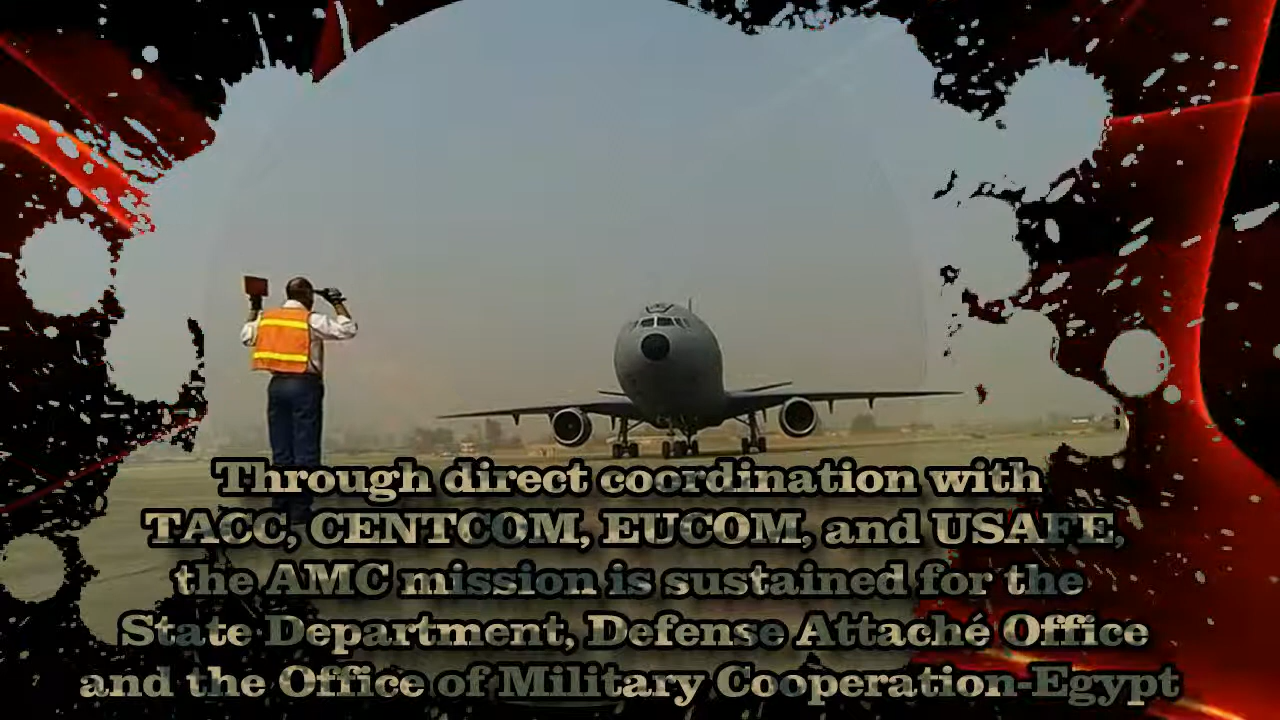 Through direct coordination with
TACC, CENTCOM, EUCOM, and USAFE,
the AMC mission is sustained for the
State Department, Defense Attaché Office
and the Office of Military Cooperation-Egypt